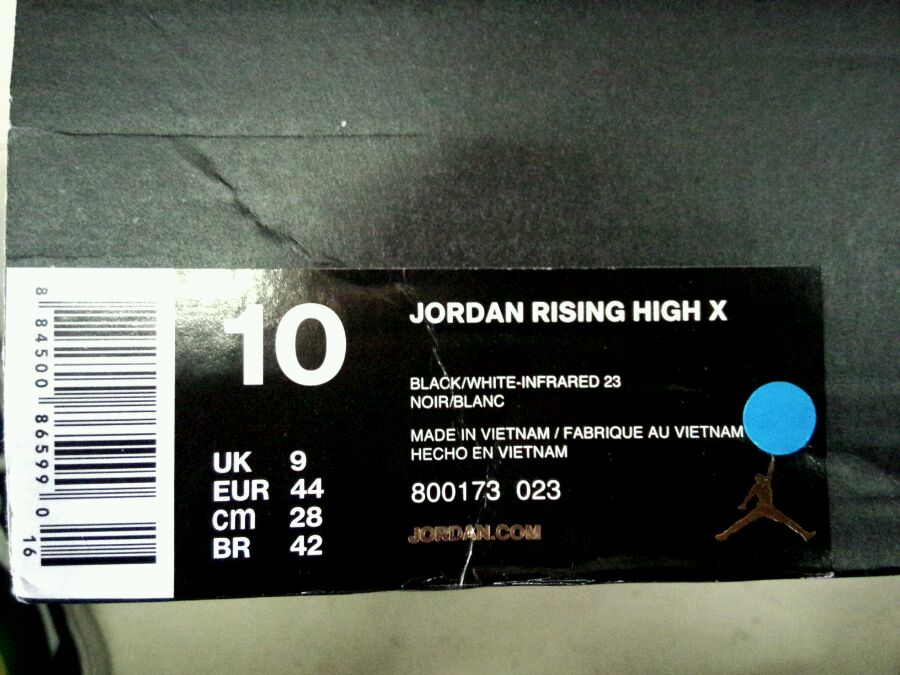 8 84500 86599 0 16
10
UK 9
EUR 44
cm 28
BR 42
JORDAN RISING HIGH X
BLACK/WHITE-INFRARED 23
NOIR/BLANC
MADE IN VIETNAM / FABRIQUE AU VIETNAM
HECHO EN VIETNAM
800173 023
JORDAN.COM